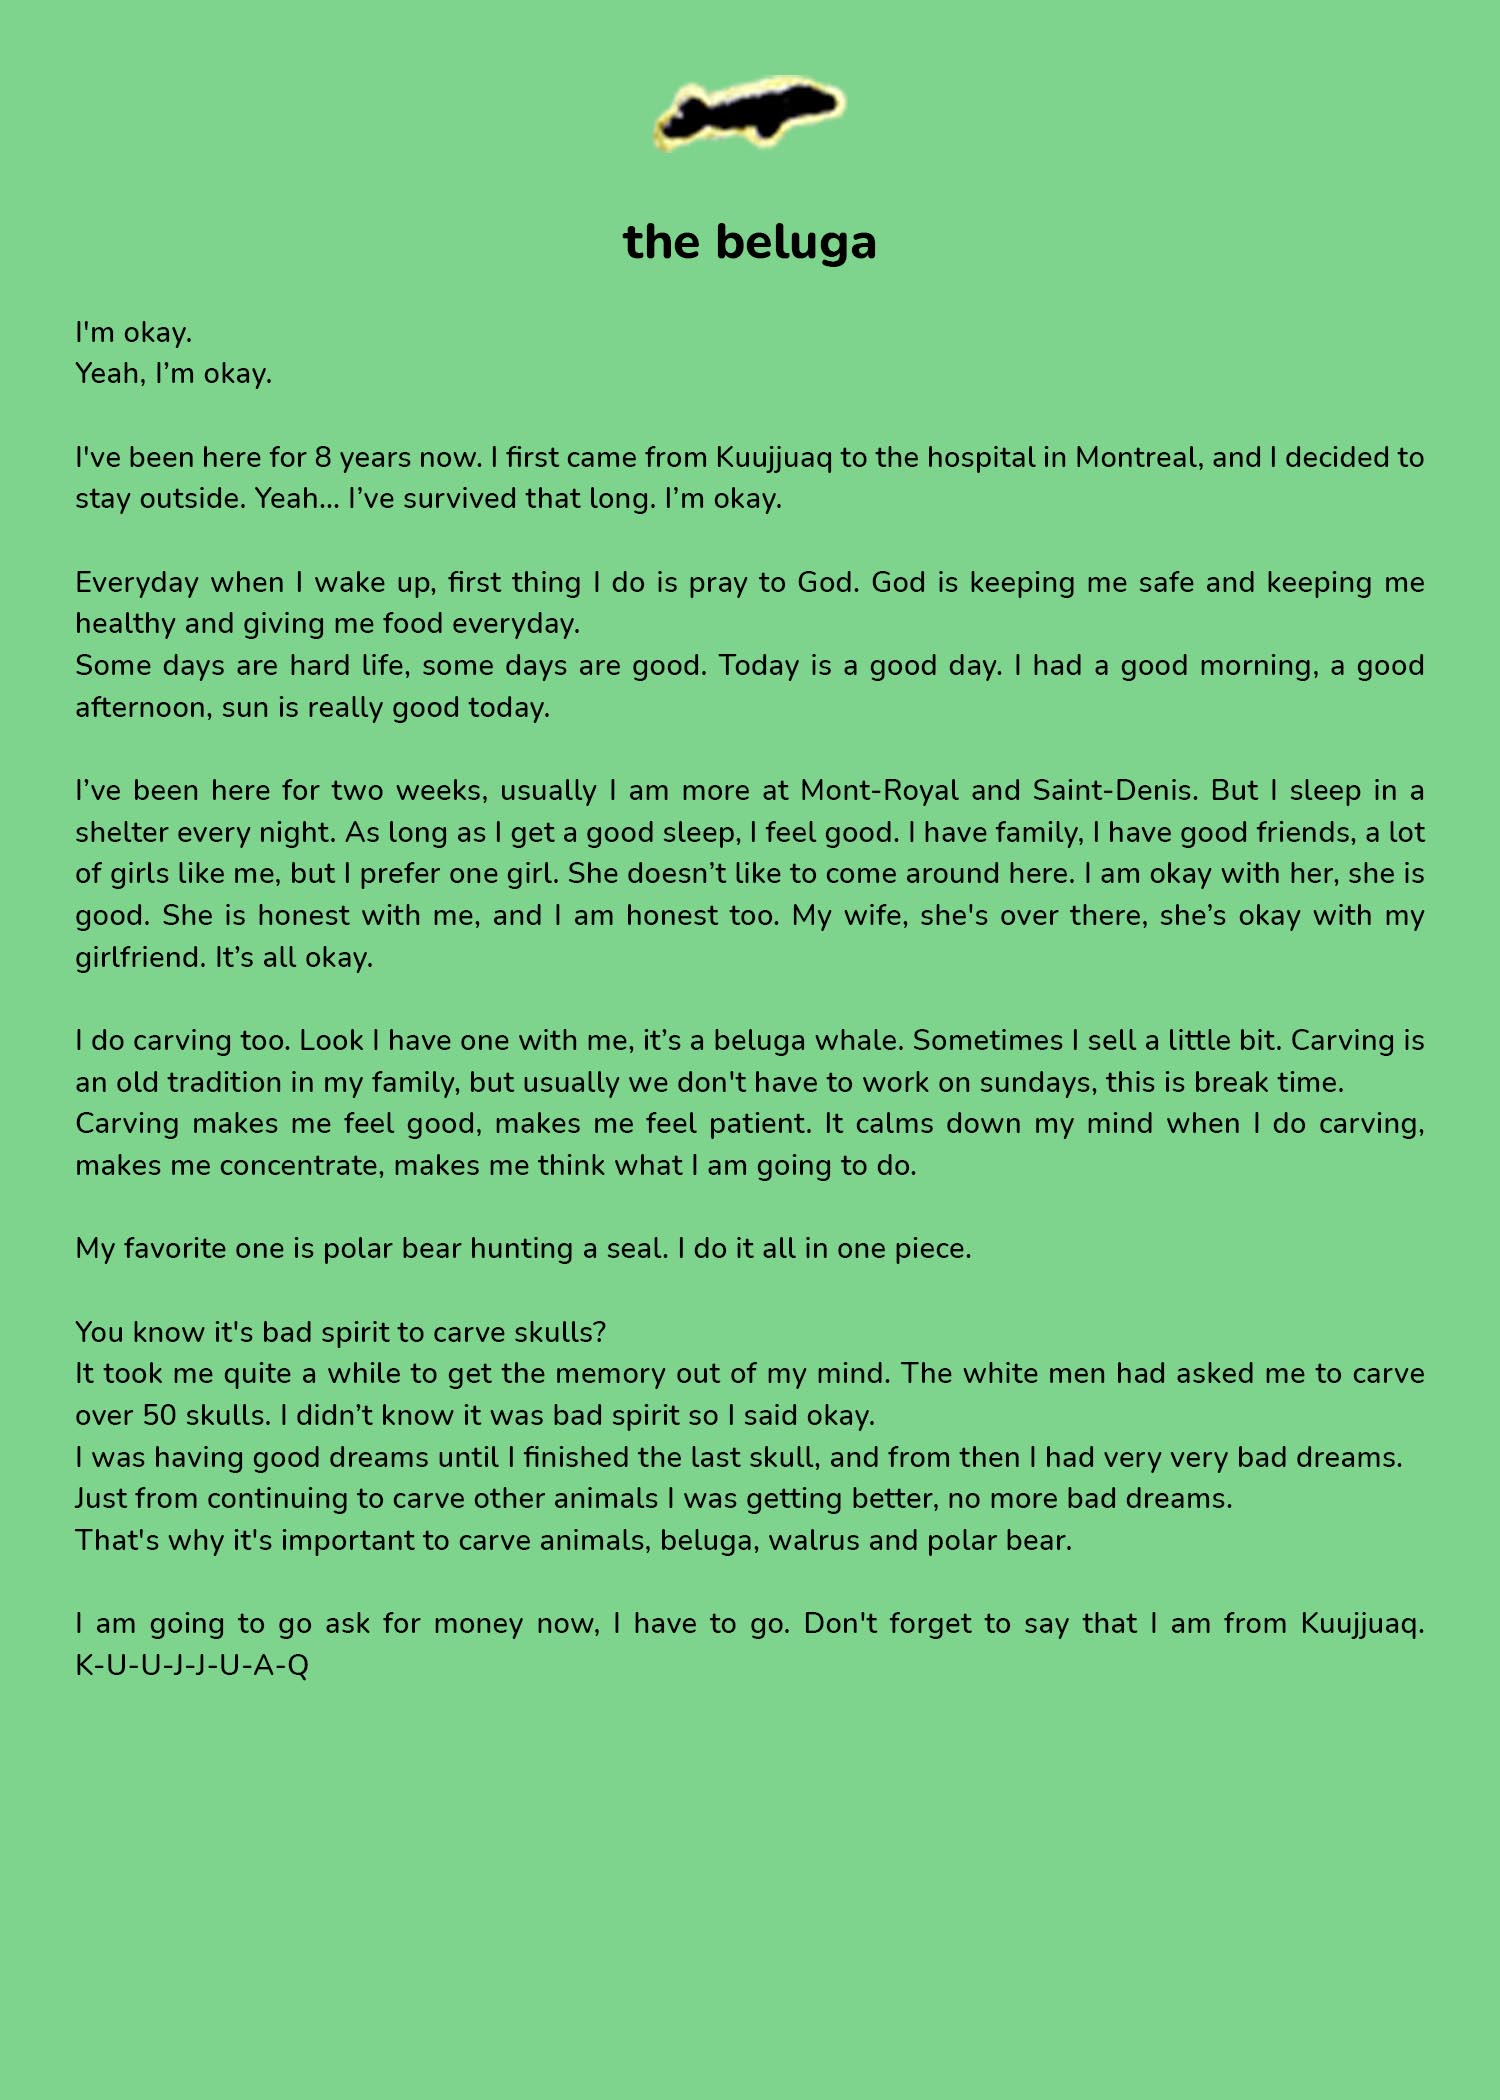 the beluga
I'm okay.
Yeah, I’m okay.
I've been here for 8 years now. I first came from Kuujjuaq to the hospital in Montreal, and I decided to
stay outside. Yeah... I’ve survived that long. I’m okay.
Everyday when I wake up, first thing I do is pray to God. God is keeping me safe and keeping me
healthy and giving me food everyday.
Some days are hard life, some days are good. Today is a good day. I had a good morning, a good
afternoon, sun is really good today.
I’ve been here for two weeks, usually I am more at Mont-Royal and Saint-Denis. But I sleep in a
shelter every night. As long as I get a good sleep, I feel good. I have family, I have good friends, a lot
of girls like me, but I prefer one girl. She doesn’t like to come around here. I am okay with her, she is
good. She is honest with me, and I am honest too. My wife, she's over there, she’s okay with my
girlfriend. It’s all okay.
I do carving too. Look I have one with me, it’s a beluga whale. Sometimes I sell a little bit. Carving is
an old tradition in my family, but usually we don't have to work on sundays, this is break time.
Carving makes me feel good, makes me feel patient. It calms down my mind when I do carving,
makes me concentrate, makes me think what I am going to do.
My favorite one is polar bear hunting a seal. I do it all in one piece.
You know it's bad spirit to carve skulls?
It took me quite a while to get the memory out of my mind. The white men had asked me to carve
over 50 skulls. I didn’t know it was bad spirit so I said okay.
I was having good dreams until I finished the last skull, and from then I had very very bad dreams.
Just from continuing to carve other animals I was getting better, no more bad dreams.
That's why it's important to carve animals, beluga, walrus and polar bear.
I am going to go ask for money now, I have to go. Don't forget to say that I am from Kuujjuaq.
K-U-U-J-J-U-A-Q